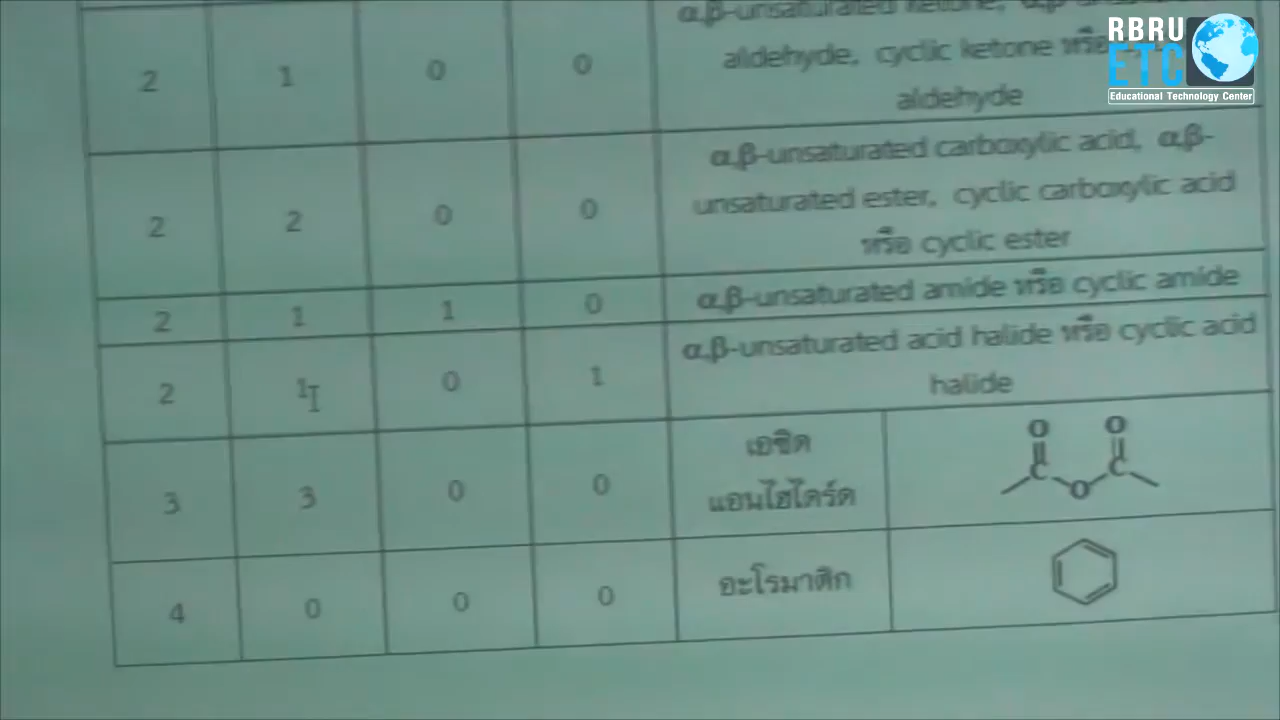 α,β-unsaturated ketone, α,β-
RBRU
ETC
Educational Technology Center
2 1 0 0
aldehyde, cyclic ketone หรือ
aldehyde
2 2 0 0
α,β-unsaturated carboxylic acid, α,β-
unsaturated ester, cyclic carboxylic acid
หรือ cyclic ester
2 1 1 0 α,β-unsaturated amide หรือ cyclic amide
2 1 0 1
α,β-unsaturated acid halide หรือ cyclic acid
halide
3 3 0 0
เอซิด
แอนไฮไดร์ด
O O
C C
O
4 0 0 0 อะโรมาติก